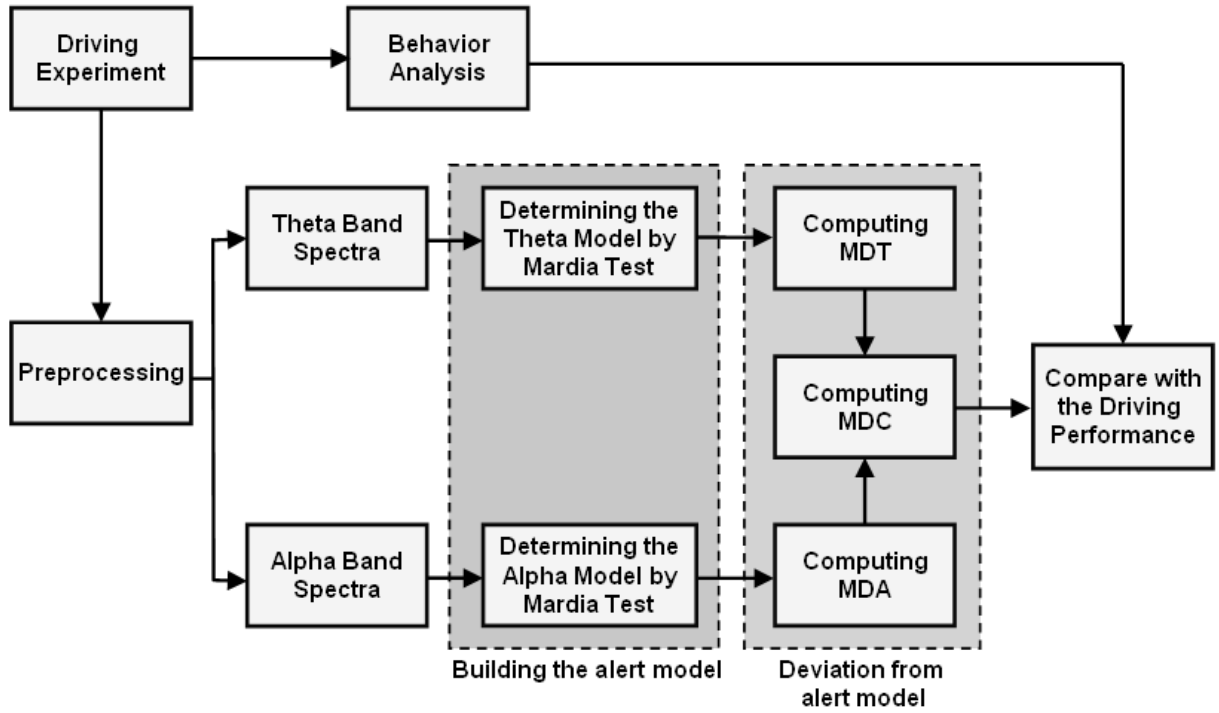 Driving
Experiment
Behavior
Analysis
Theta Band
Spectra
Determining the
Theta Model by
Mardia Test
Computing
MDT
Preprocessing
Computing
MDC
Compare with
the Driving
Performance
Alpha Band
Spectra
Determining the
Alpha Model by
Mardia Test
Computing
MDA
Building the alert model
Deviation from
alert model